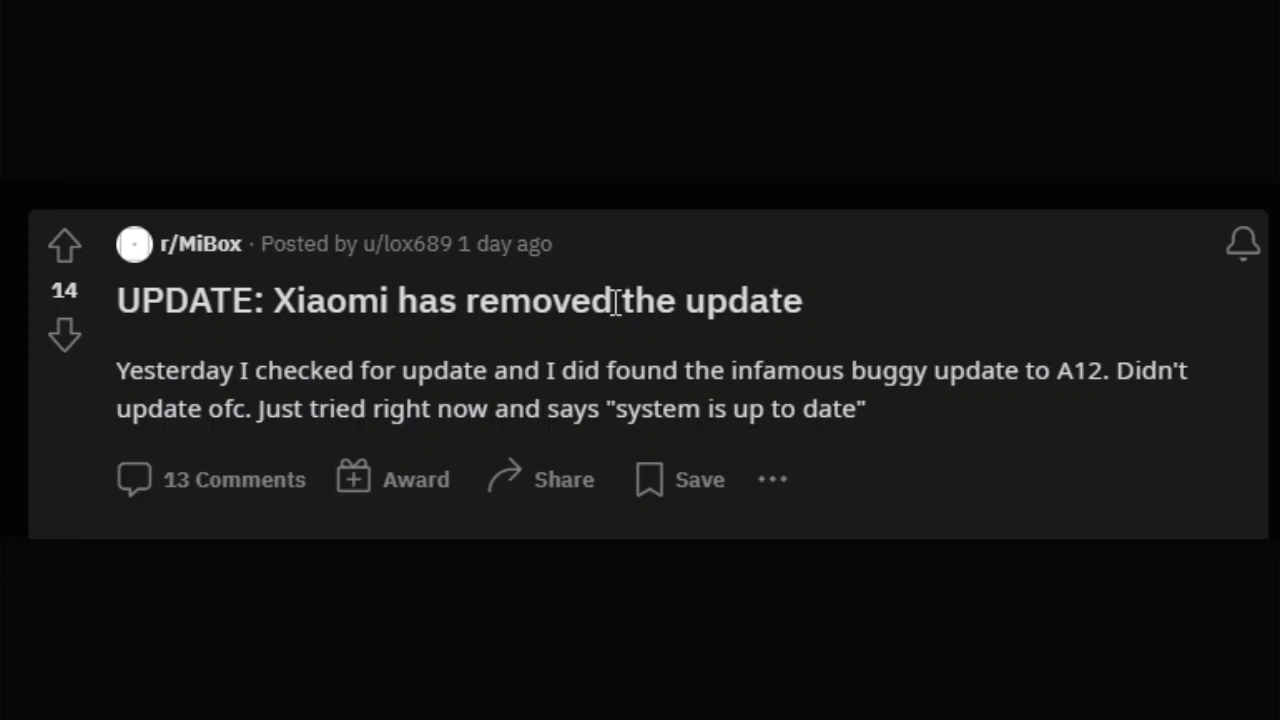 r/MiBox · Posted by u/lox689 1 day ago
14
UPDATE: Xiaomi has removed the update
Yesterday I checked for update and I did found the infamous buggy update to A12. Didn't
update ofc. Just tried right now and says "system is up to date"
13 Comments Award Share Save ···